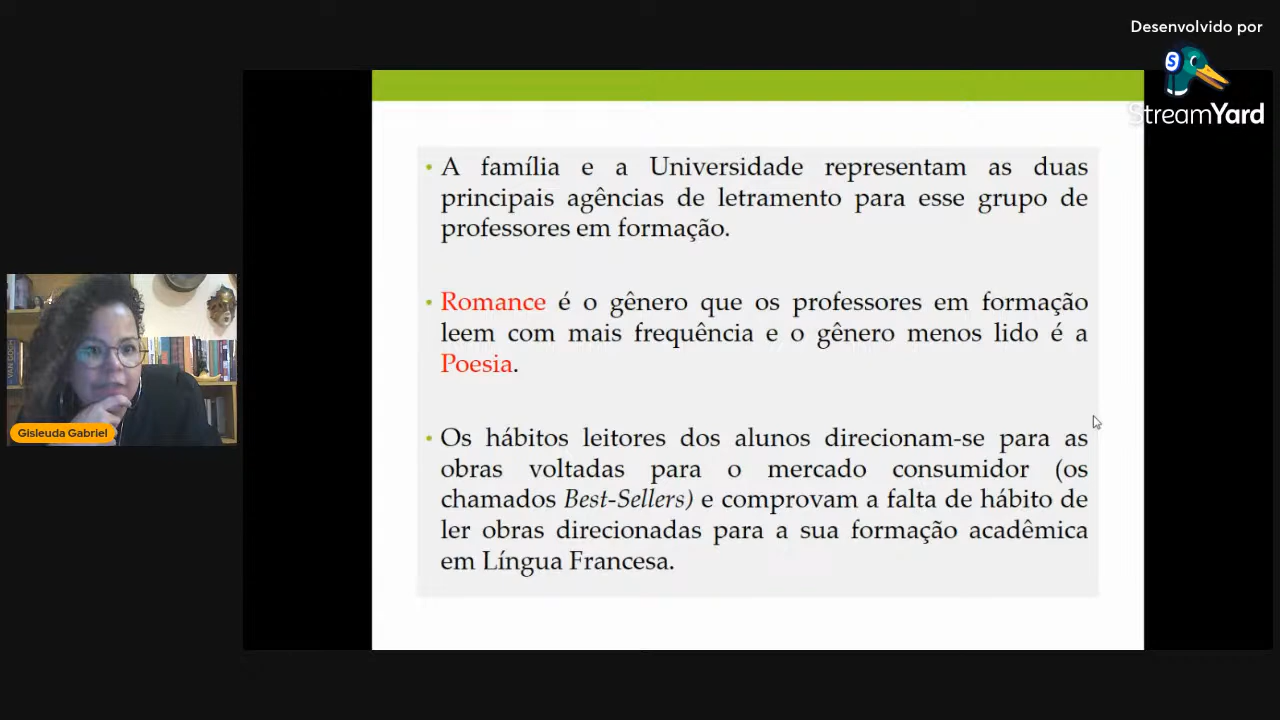 Desenvolvido por
StreamYard
• A família e a Universidade representam as duas
principais agências de letramento para esse grupo de
professores em formação.
• Romance é o gênero que os professores em formação
leem com mais frequência e o gênero menos lido é a
Poesia.
• Os hábitos leitores dos alunos direcionam-se para as
obras voltadas para o mercado consumidor (os
chamados Best-Sellers) e comprovam a falta de hábito de
ler obras direcionadas para a sua formação acadêmica
em Língua Francesa.
VAN GOGH
Gisleuda Gabriel